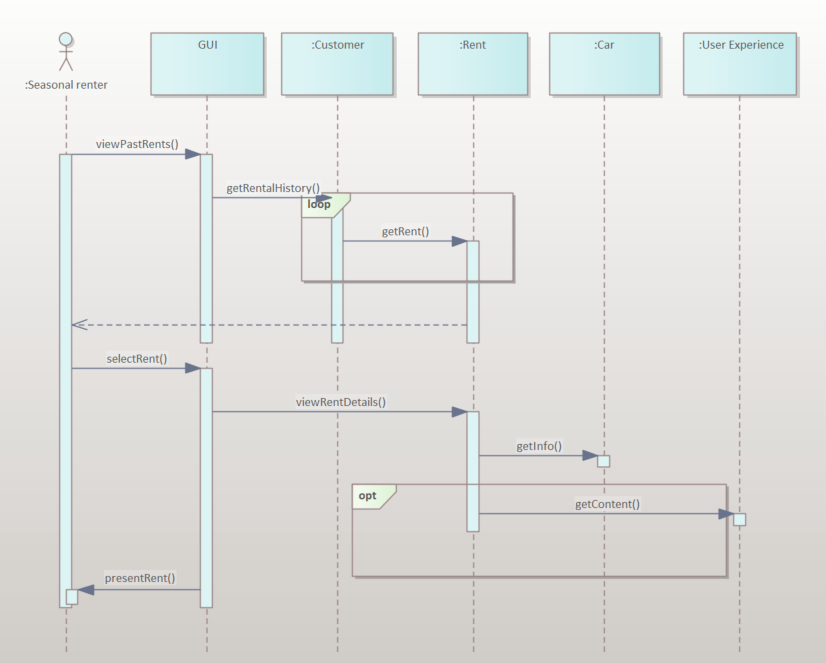 GUI
:Customer
:Rent
:Car
:User Experience
:Seasonal renter
viewPastRents()
getRentalHistory()
loop
getRent()
selectRent()
viewRentDetails()
getInfo()
opt
getContent()
presentRent()